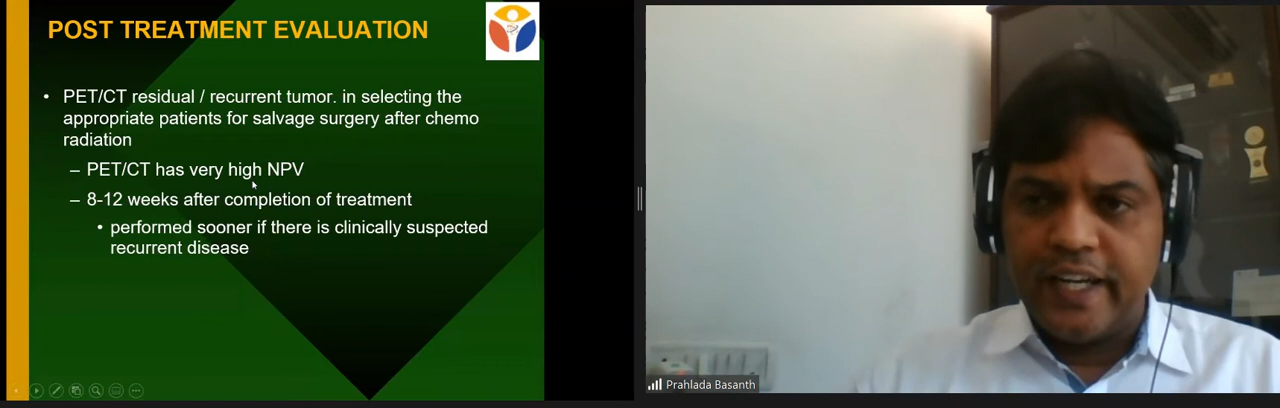 POST TREATMENT EVALUATION
• PET/CT residual / recurrent tumor. in selecting the
appropriate patients for salvage surgery after chemo
radiation
– PET/CT has very high NPV
– 8-12 weeks after completion of treatment
• performed sooner if there is clinically suspected
recurrent disease
Prahlada Basanth